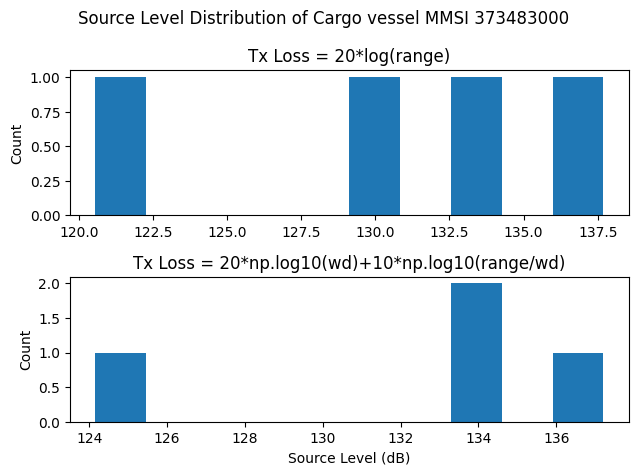 Source Level Distribution of Cargo vessel MMSI 373483000
Tx Loss = 20*log(range)
1.00
0.75
0.50
0.25
0.00
Count
120.0 122.5 125.0 127.5 130.0 132.5 135.0 137.5
Tx Loss = 20*np.log10(wd)+10*np.log10(range/wd)
2.0
1.5
1.0
0.5
0.0
Count
124 126 128 130 132 134 136
Source Level (dB)